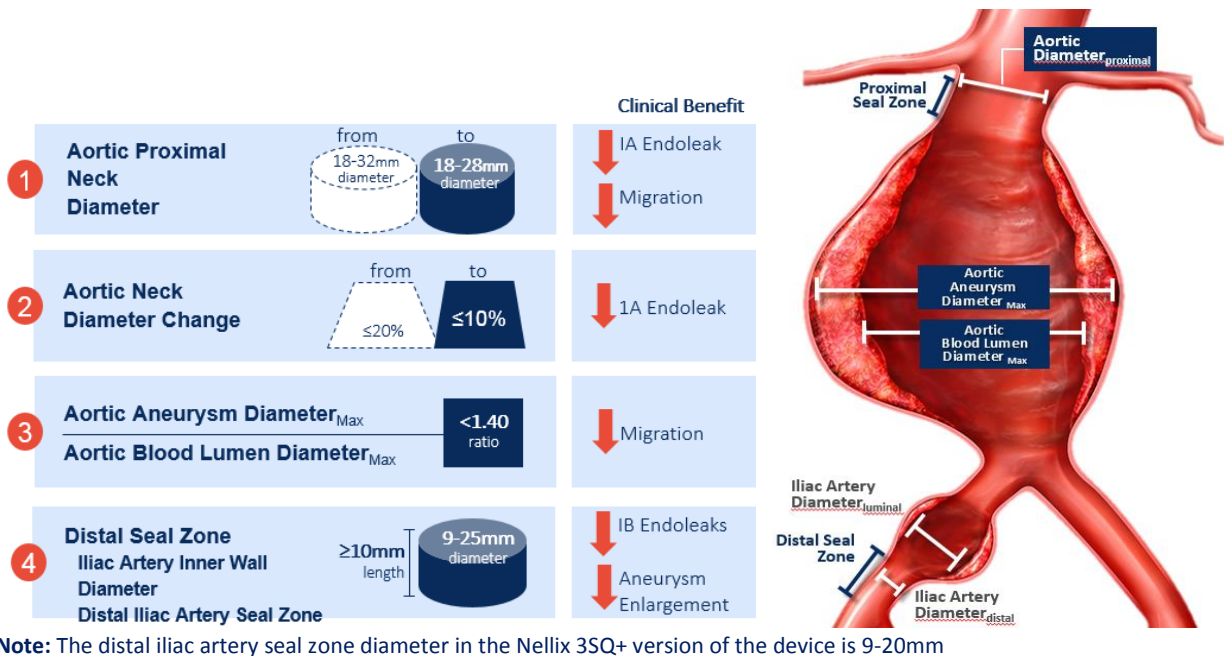 Clinical Benefit
1
Aortic Proximal
Neck
Diameter
from
18-32mm
diameter
to
18-28mm
diameter
IA Endoleak
Migration
2
Aortic Neck
Diameter Change
from
≤20%
to
≤10%
1A Endoleak
3
Aortic Aneurysm DiameterMax
Aortic Blood Lumen DiameterMax
<1.40
ratio
Migration
4
Distal Seal Zone
Iliac Artery Inner Wall
Diameter
Distal Iliac Artery Seal Zone
≥10mm
length
9-25mm
diameter
IB Endoleaks
Aneurysm
Enlargement
Aortic
Diameterproximal
Proximal
Seal Zone
Aortic
Aneurysm
Diameter Max
Aortic
Blood Lumen
Diameter Max
Iliac Artery
Diameterluminal
Distal Seal
Zone
Iliac Artery
Diameterdistal
Note: The distal iliac artery seal zone diameter in the Nellix 3SQ+ version of the device is 9-20mm